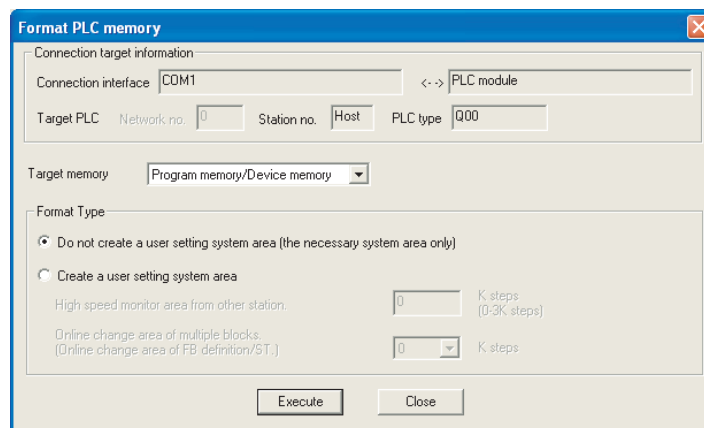 Format PLC memory
Connection target information
Connection interface COM1 <--> PLC module
Target PLC Network no. 0 Station no. Host PLC type Q00
Target memory Program memory/Device memory
Format Type
Do not create a user setting system area (the necessary system area only)
Create a user setting system area
High speed monitor area from other station. 0 K steps
(0-3K steps)
Online change area of multiple blocks.
(Online change area of FB definition/ST.) 0 K steps
Execute Close